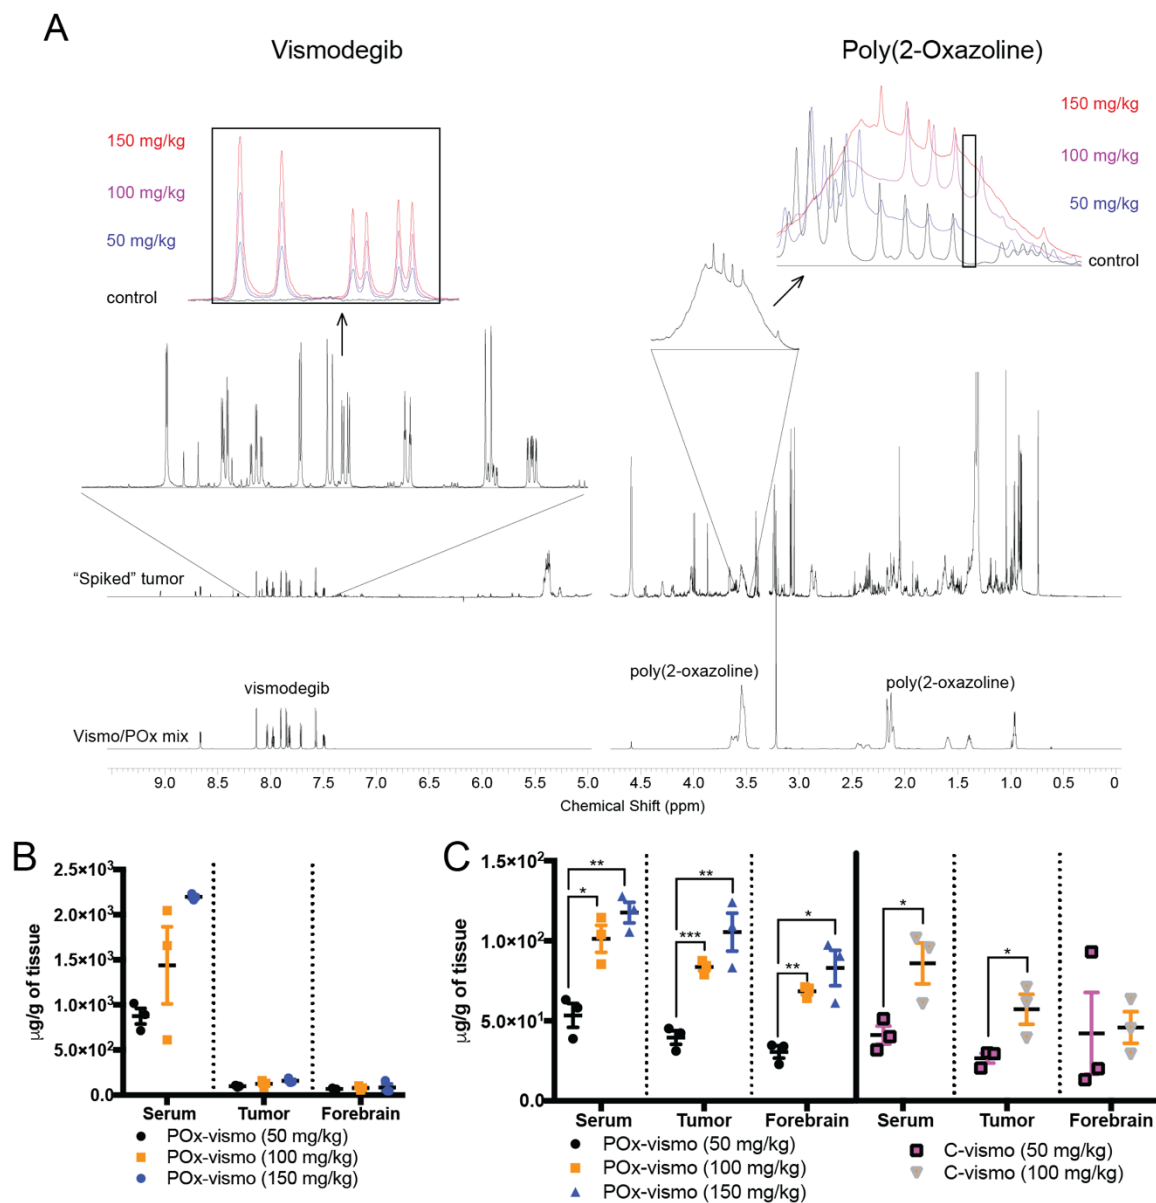 A
Vismodegib
Poly(2-Oxazoline)
150 mg/kg
100 mg/kg
50 mg/kg
control
150 mg/kg
100 mg/kg
50 mg/kg
control
“Spiked” tumor
vismodegib
poly(2-oxazoline)
poly(2-oxazoline)
Vismo/POx mix
9.0 8.5 8.0 7.5 7.0 6.5 6.0 5.5 5.0 4.5 4.0 3.5 3.0 2.5 2.0 1.5 1.0 0.5 0
Chemical Shift (ppm)
B
µg/g of tissue
2.5×10³
2.0×10³
1.5×10³
1.0×10³
5.0×10²
0.0
Serum Tumor Forebrain
POx-vismo (50 mg/kg)
POx-vismo (100 mg/kg)
POx-vismo (150 mg/kg)
C
µg/g of tissue
1.5×10²
1.0×10²
5.0×10¹
0.0
** * ** *** * ** * *
Serum Tumor Forebrain Serum Tumor Forebrain
POx-vismo (50 mg/kg)
POx-vismo (100 mg/kg)
POx-vismo (150 mg/kg)
C-vismo (50 mg/kg)
C-vismo (100 mg/kg)